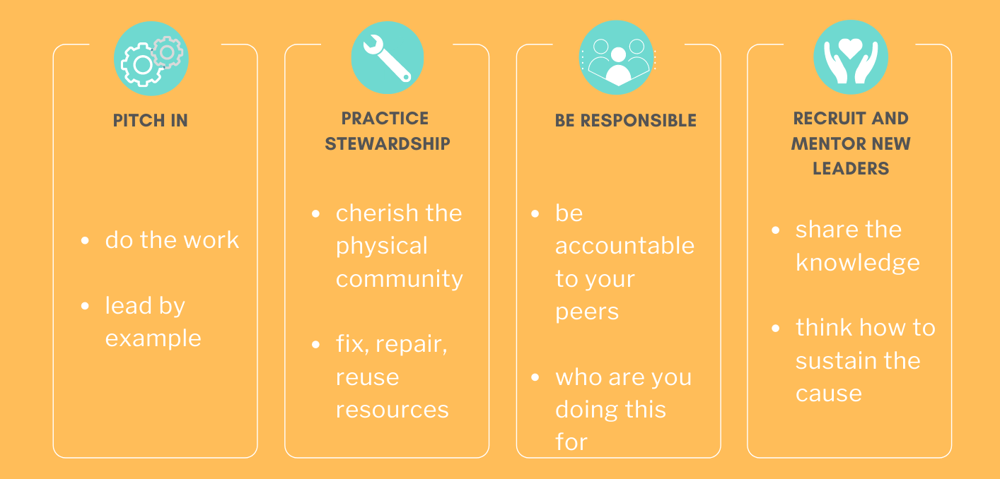 PITCH IN
• do the work
• lead by
example
PRACTICE
STEWARDSHIP
• cherish the
physical
community
• fix, repair,
reuse
resources
BE RESPONSIBLE
• be
accountable
to your
peers
• who are you
doing this
for
RECRUIT AND
MENTOR NEW
LEADERS
• share the
knowledge
• think how to
sustain the
cause